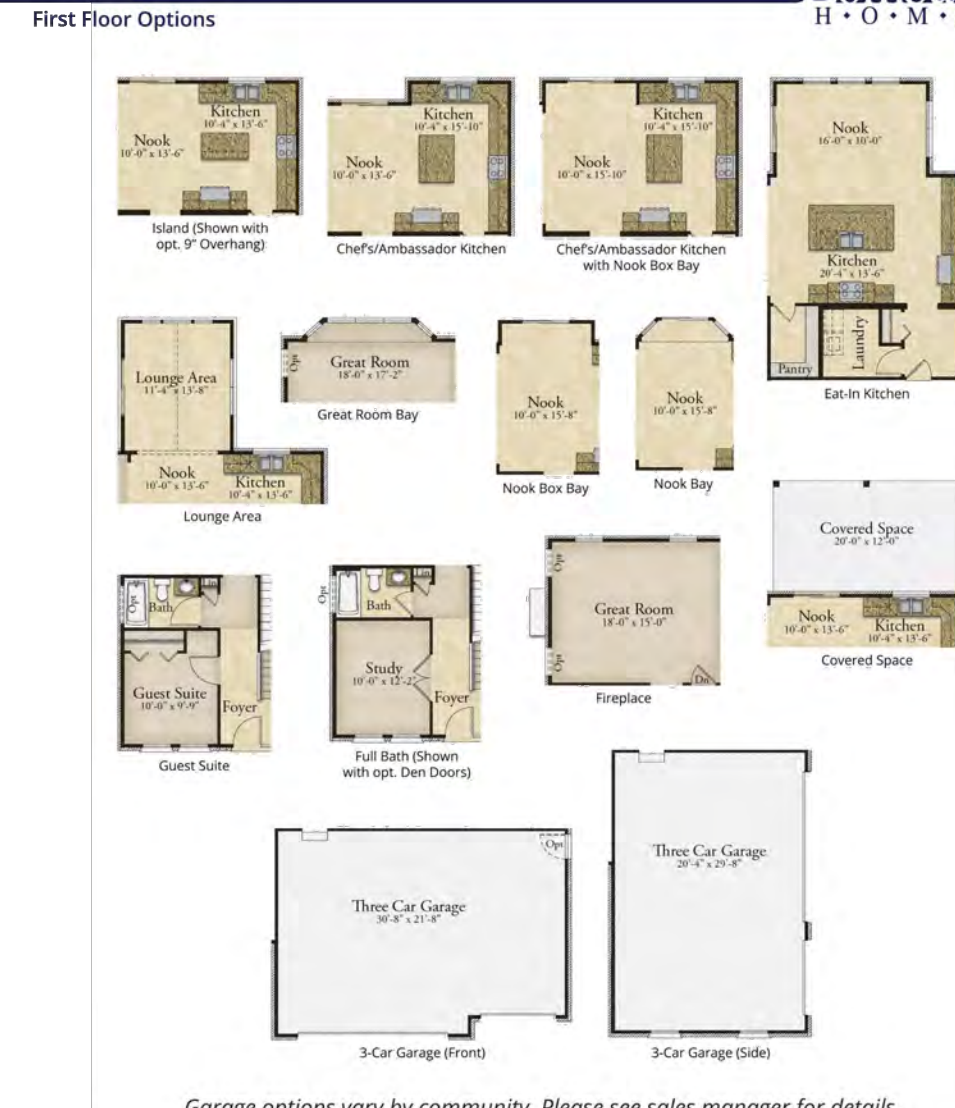 First Floor Options
H • O • M •
Kitchen
10'-4" x 13'-6"
Nook
10'-0" x 13'-6"
Island (Shown with
opt. 9" Overhang)
Kitchen
10'-4" x 15'-10"
Nook
10'-0" x 13'-6"
Chef's/Ambassador Kitchen
Kitchen
10'-4" x 15'-10"
Nook
10'-0" x 15'-10"
Chef's/Ambassador Kitchen
with Nook Box Bay
Nook
16'-0" x 10'-0"
Kitchen
20'-4" x 13'-6"
Pantry
Laundry
Eat-In Kitchen
Lounge Area
11'-4" x 13'-8"
Nook
10'-0" x 13'-6"
Kitchen
10'-4" x 13'-6"
Lounge Area
Opt
Great Room
18'-0" x 17'-2"
Great Room Bay
Nook
10'-0" x 15'-8"
Nook Box Bay
Nook
10'-0" x 15'-8"
Nook Bay
Covered Space
20'-0" x 12'-0"
Nook
10'-0" x 13'-6"
Kitchen
10'-4" x 13'-6"
Covered Space
Opt
Bath
Lin
Guest Suite
10'-0" x 9'-9"
Foyer
Guest Suite
Opt
Bath
Lin
Study
10'-0" x 12'-2"
Foyer
Full Bath (Shown
with opt. Den Doors)
Opt
Great Room
18'-0" x 15'-0"
Opt
Dn
Fireplace
Opt
Three Car Garage
30'-8" x 21'-8"
3-Car Garage (Front)
Three Car Garage
20'-4" x 29'-8"
3-Car Garage (Side)
Garage options vary by community. Please see sales manager for details